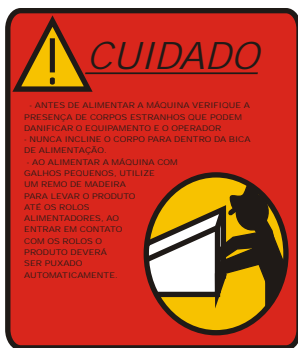 CUIDADO
- ANTES DE ALIMENTAR A MÁQUINA VERIFIQUE A
PRESENÇA DE CORPOS ESTRANHOS QUE PODEM
DANIFICAR O EQUIPAMENTO E O OPERADOR
- NUNCA INCLINE O CORPO PARA DENTRO DA BICA
DE ALIMENTAÇÃO.
- AO ALIMENTAR A MÁQUINA COM
GALHOS PEQUENOS, UTILIZE
UM REMO DE MADEIRA
PARA LEVAR O PRODUTO
ATÉ OS ROLOS
ALIMENTADORES. AO
ENTRAR EM CONTATO
COM OS ROLOS O
PRODUTO DEVERÁ
SER PUXADO
AUTOMATICAMENTE.